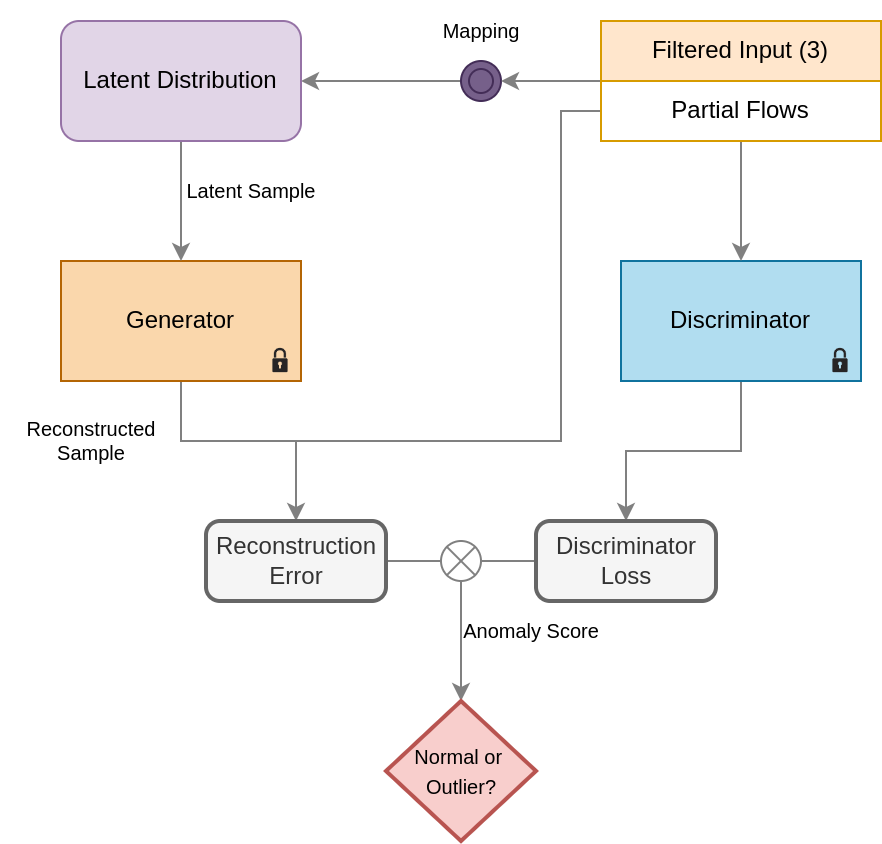 Mapping
Latent Distribution
Filtered Input (3)
Partial Flows
Latent Sample
Generator
Discriminator
Reconstructed
Sample
Reconstruction
Error
Discriminator
Loss
Anomaly Score
Normal or
Outlier?